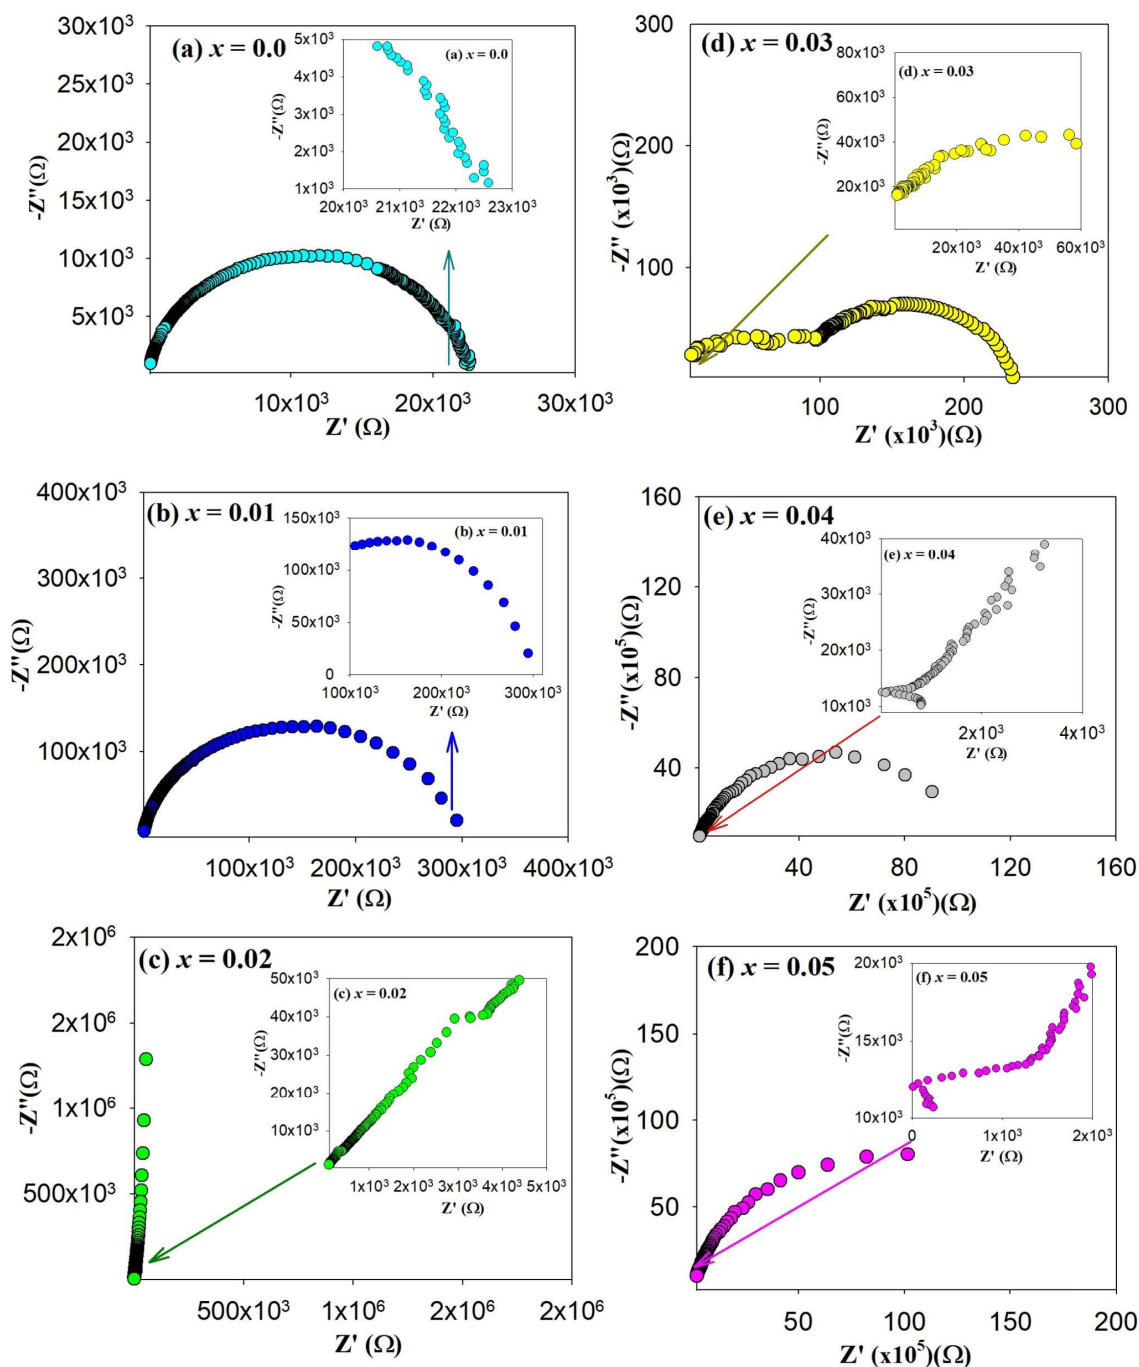 (a) x = 0.0
30x10³
25x10³
20x10³
15x10³
10x10³
5x10³
-Z"(Ω)
10x10³ 20x10³ 30x10³
Z' (Ω)
(a) x = 0.0
5x10³
4x10³
3x10³
2x10³
1x10³
-Z"(Ω)
20x10³ 21x10³ 22x10³ 23x10³
Z' (Ω)
(d) x = 0.03
300
200
100
-Z" (x10³)(Ω)
100 200 300
Z' (x10³)(Ω)
(d) x = 0.03
80x10³
60x10³
40x10³
20x10³
-Z"(Ω)
20x10³ 40x10³ 60x10³
Z' (Ω)
(b) x = 0.01
400x10³
300x10³
200x10³
100x10³
-Z"(Ω)
100x10³ 200x10³ 300x10³ 400x10³
Z' (Ω)
(b) x = 0.01
150x10³
100x10³
50x10³
0
-Z"(Ω)
100x10³ 200x10³ 300x10³
Z' (Ω)
(e) x = 0.04
160
120
80
40
-Z"(x10⁵)(Ω)
40 80 120 160
Z' (x10⁵)(Ω)
(e) x = 0.04
40x10³
30x10³
20x10³
10x10³
-Z"(Ω)
2x10³ 4x10³
Z' (Ω)
(c) x = 0.02
2x10⁶
2x10⁶
1x10⁶
500x10³
-Z"(Ω)
500x10³ 1x10⁶ 2x10⁶ 2x10⁶
Z' (Ω)
(c) x = 0.02
50x10³
40x10³
30x10³
20x10³
10x10³
-Z"(Ω)
1x10³ 2x10³ 3x10³ 4x10³ 5x10³
Z' (Ω)
(f) x = 0.05
200
150
100
50
-Z"(x10⁵)(Ω)
50 100 150 200
Z' (x10⁵)(Ω)
(f) x = 0.05
20x10³
15x10³
10x10³
-Z"(Ω)
0 1x10³ 2x10³
Z' (Ω)